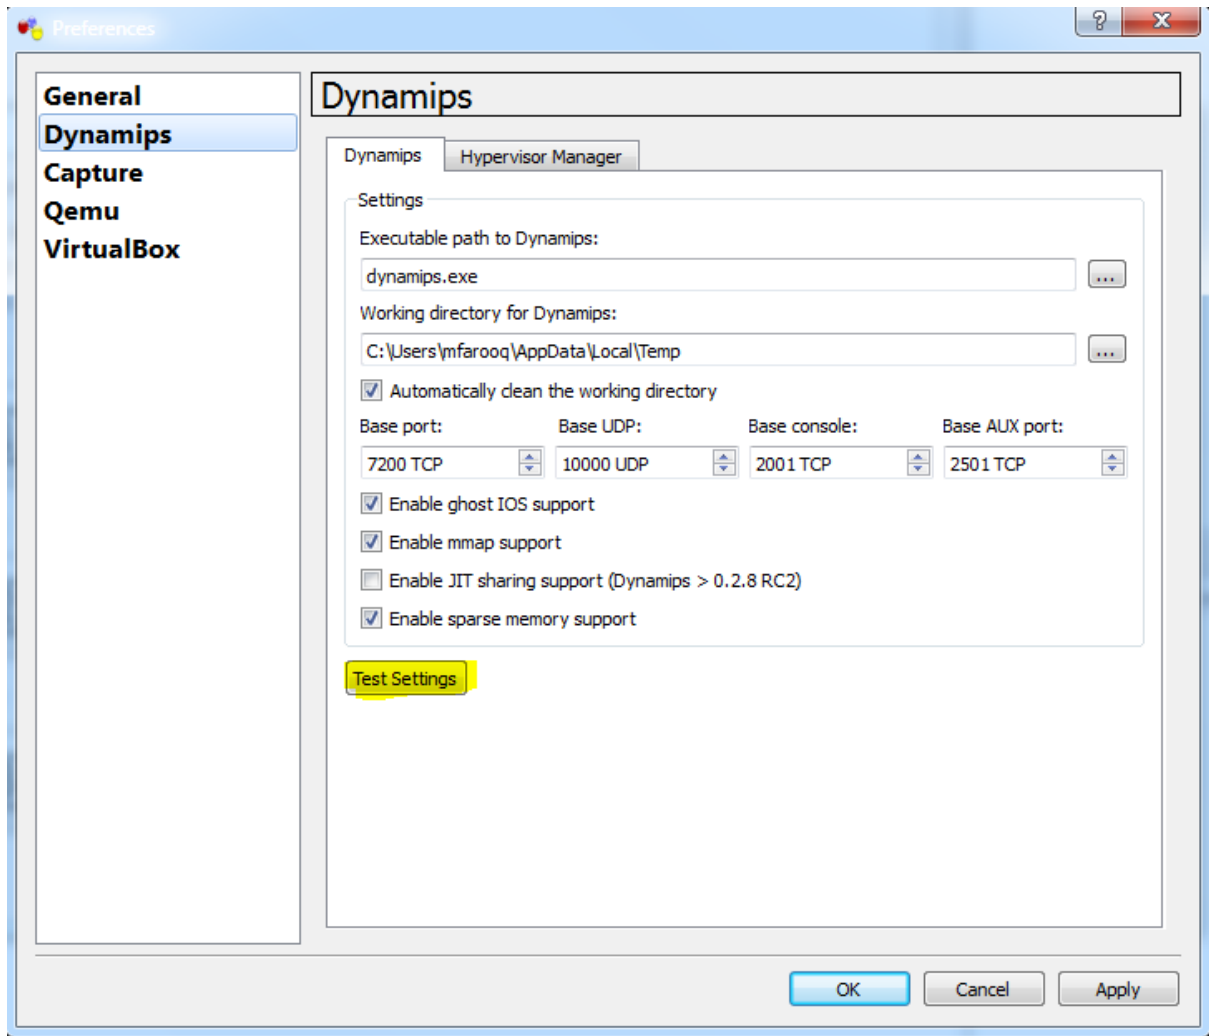 Preferences
General
Dynamips
Capture
Qemu
VirtualBox
Dynamips
Dynamips Hypervisor Manager
Settings
Executable path to Dynamips:
dynamips.exe ...
Working directory for Dynamips:
C:\Users\mfarooq\AppData\Local\Temp ...
Automatically clean the working directory
Base port: Base UDP: Base console: Base AUX port:
7200 TCP 10000 UDP 2001 TCP 2501 TCP
Enable ghost IOS support
Enable mmap support
Enable JIT sharing support (Dynamips > 0.2.8 RC2)
Enable sparse memory support
Test Settings
OK Cancel Apply